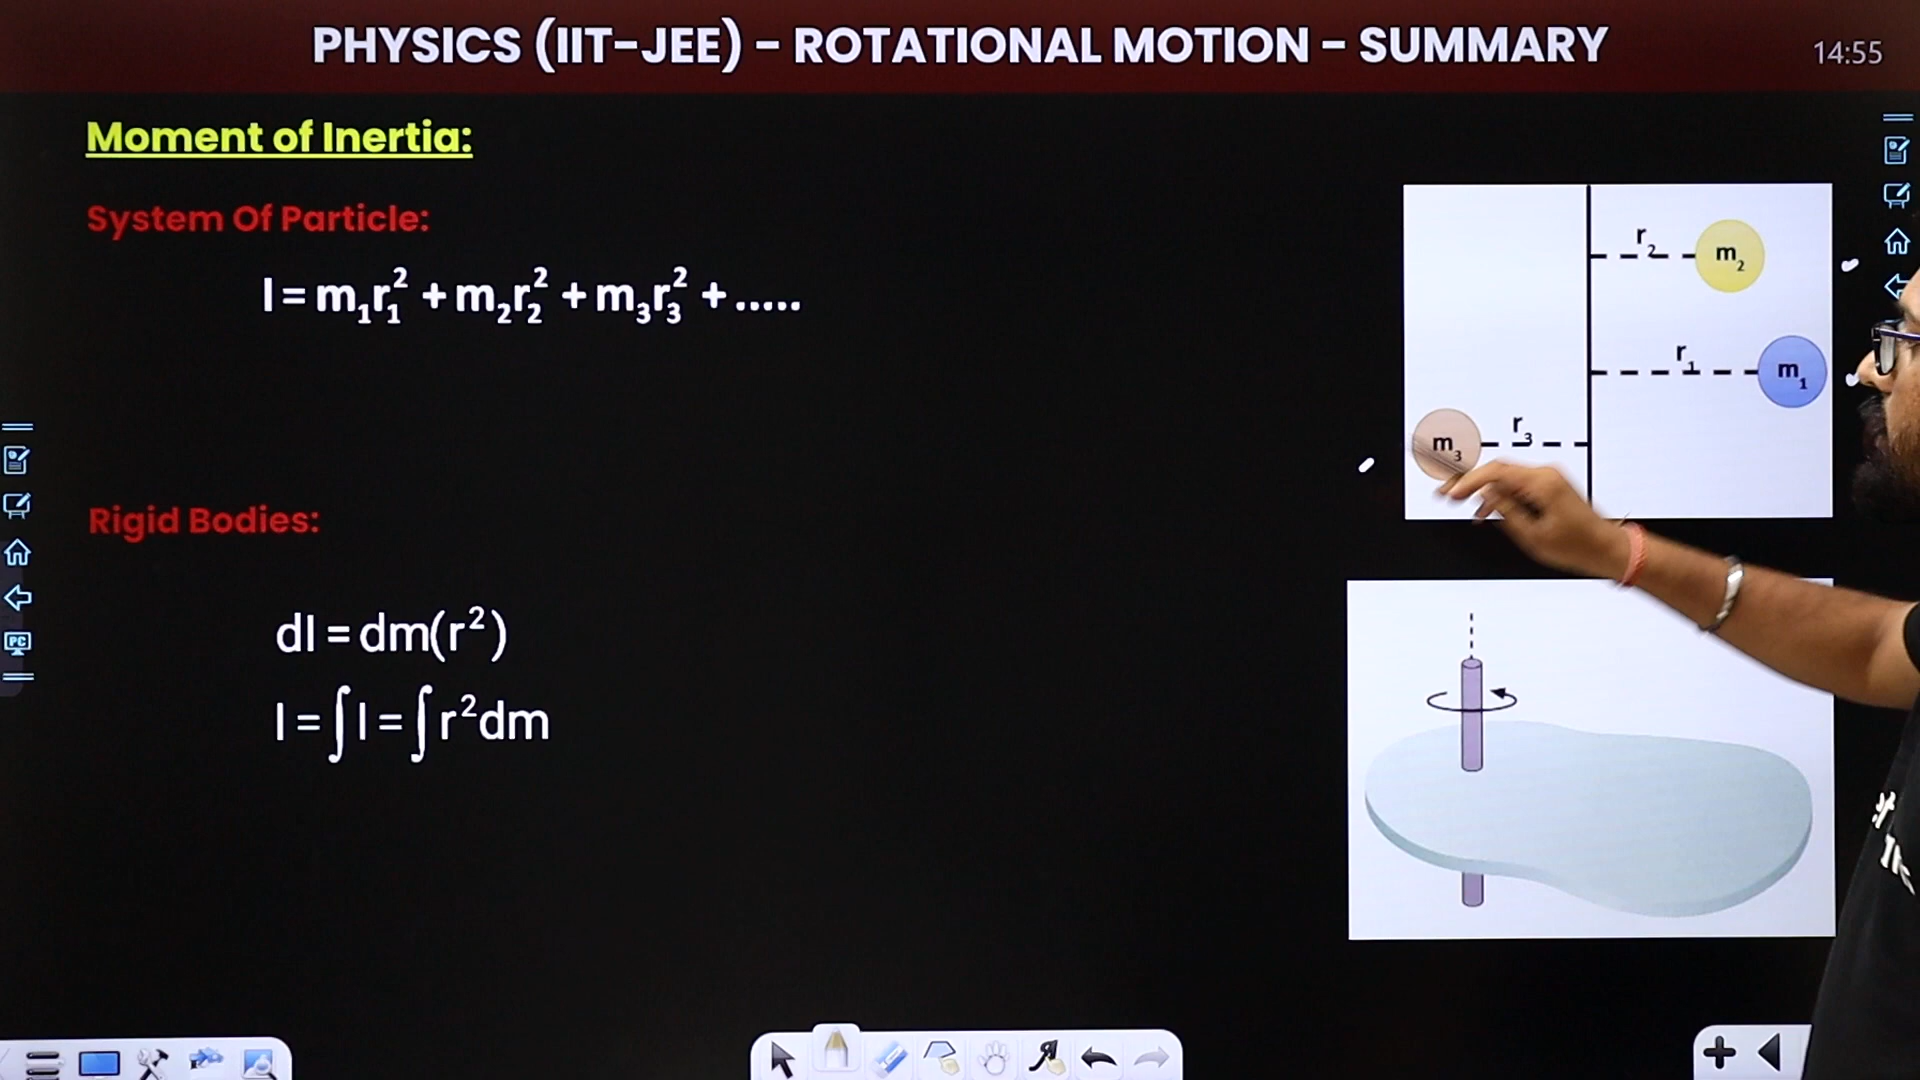 PHYSICS (IIT-JEE) - ROTATIONAL MOTION - SUMMARY
14:55
Moment of Inertia:
System Of Particle:
I = m₁r₁² + m₂r₂² + m₃r₃² + .....
r₂ m₂
r₁ m₁
m₃ r₃
Rigid Bodies:
dI = dm(r²)
I = ∫I = ∫r²dm
PC